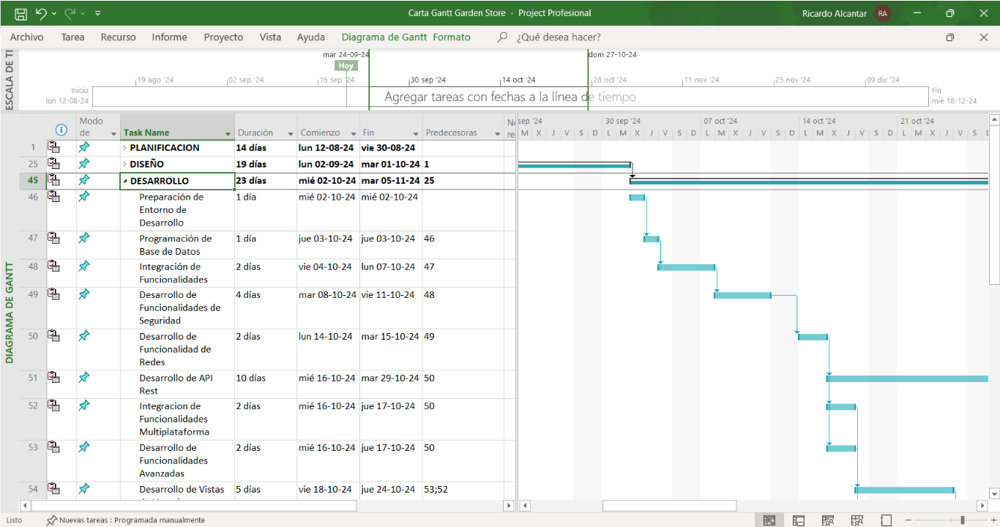 Carta Gantt Garden Store - Project Profesional
Ricardo Alcantar RA
Archivo Tarea Recurso Informe Proyecto Vista Ayuda Diagrama de Gantt Formato ¿Qué desea hacer?
ESCALA DE TI
mar 24-09-24 dom 27-10-24
Hoy
19 ago '24 02 sep '24 16 sep '24 30 sep '24 14 oct '24 28 oct '24 11 nov '24 25 nov '24 09 dic '24
Inicio
lun 12-08-24
Agregar tareas con fechas a la línea de tiempo
Fin
mié 18-12-24
DIAGRAMA DE GANTT
Modo de Task Name Duración Comienzo Fin Predecesoras
sep '24 30 sep '24 07 oct '24 14 oct '24 21 oct '24
M X J V S D L M X J V S D L M X J V S D L M X J V S D L M X J V S
1 PLANIFICACION 14 días lun 12-08-24 vie 30-08-24
25 DISEÑO 19 días lun 02-09-24 mar 01-10-24 1
45 DESARROLLO 23 días mié 02-10-24 mar 05-11-24 25
46 Preparación de 1 día mié 02-10-24 mié 02-10-24
Entorno de
Desarrollo
47 Programación de 1 día jue 03-10-24 jue 03-10-24 46
Base de Datos
48 Integración de 2 días vie 04-10-24 lun 07-10-24 47
Funcionalidades
49 Desarrollo de 4 días mar 08-10-24 vie 11-10-24 48
Funcionalidades de
Seguridad
50 Desarrollo de 2 días lun 14-10-24 mar 15-10-24 49
Funcionalidad de
Redes
51 Desarrollo de API 10 días mié 16-10-24 mar 29-10-24 50
Rest
52 Integracion de 2 días mié 16-10-24 jue 17-10-24 50
Funcionalidades
Multiplataforma
53 Desarrollo de 2 días mié 16-10-24 jue 17-10-24 50
Funcionalidades
Avanzadas
54 Desarrollo de Vistas 5 días vie 18-10-24 jue 24-10-24 53;52
Listo Nuevas tareas : Programada manualmente